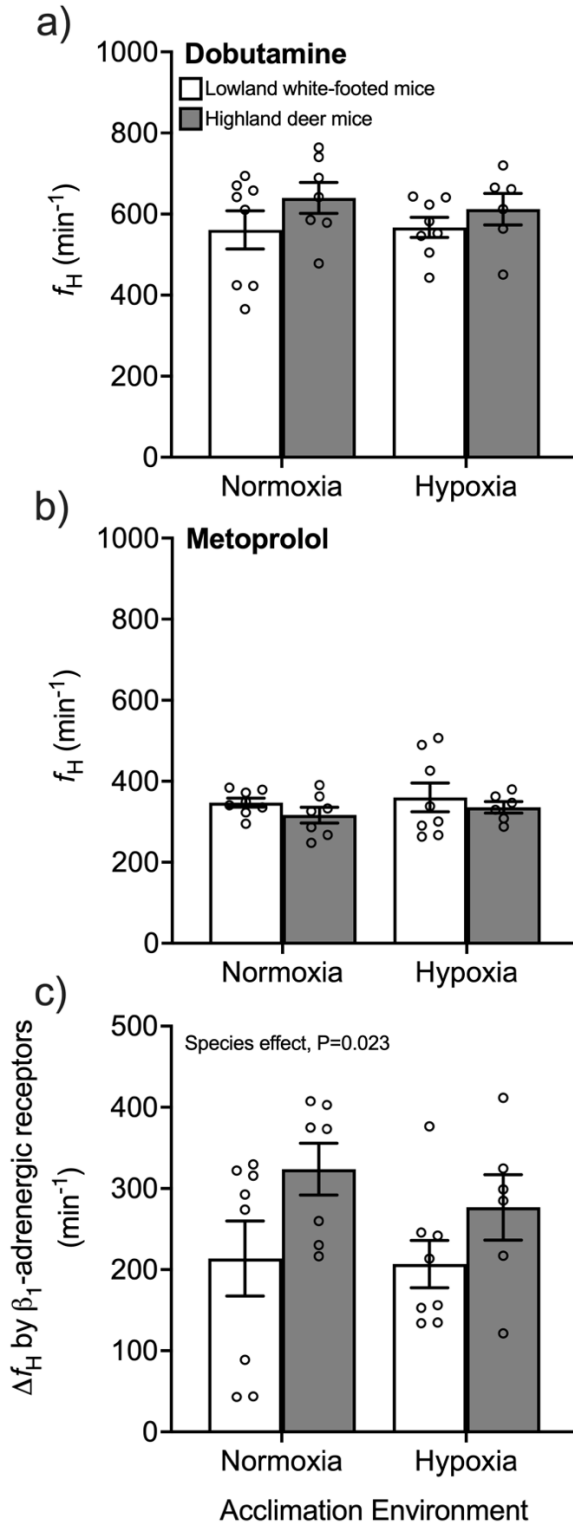 a)
Dobutamine
Lowland white-footed mice
Highland deer mice
1000
800
600
400
200
0
fH (min-1)
Normoxia
Hypoxia
b)
Metoprolol
1000
800
600
400
200
0
fH (min-1)
Normoxia
Hypoxia
c)
Species effect, P=0.023
500
400
300
200
100
0
ΔfH by β1-adrenergic receptors
(min-1)
Normoxia
Hypoxia
Acclimation Environment